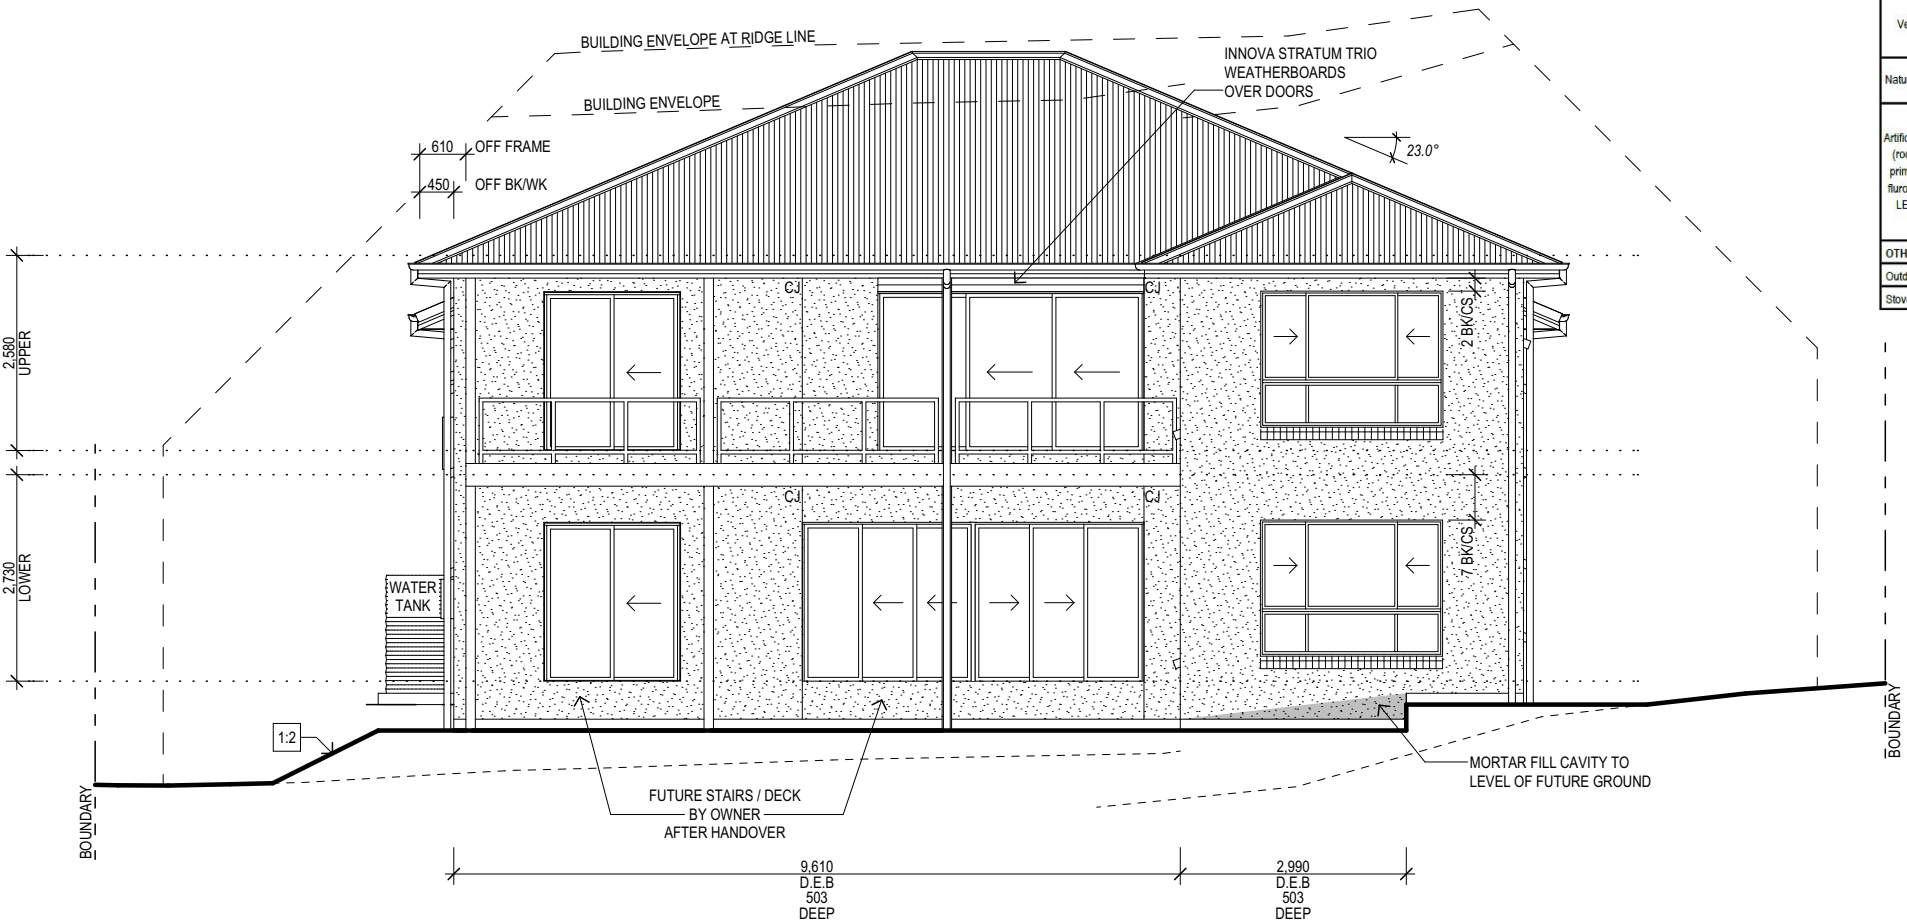 BUILDING ENVELOPE AT RIDGE LINE
BUILDING ENVELOPE
INNOVA STRATUM TRIO
WEATHERBOARDS
OVER DOORS
610 OFF FRAME
450 OFF BK/WK
23.0°
2,580
UPPER
2,730
LOWER
CJ
CJ
2 BK/CS
CJ
CJ
7 BK/CS
WATER
TANK
1:2
BOUNDARY
BOUNDARY
FUTURE STAIRS / DECK
BY OWNER
AFTER HANDOVER
MORTAR FILL CAVITY TO
LEVEL OF FUTURE GROUND
9,610
D.E.B
503
DEEP
2,990
D.E.B
503
DEEP